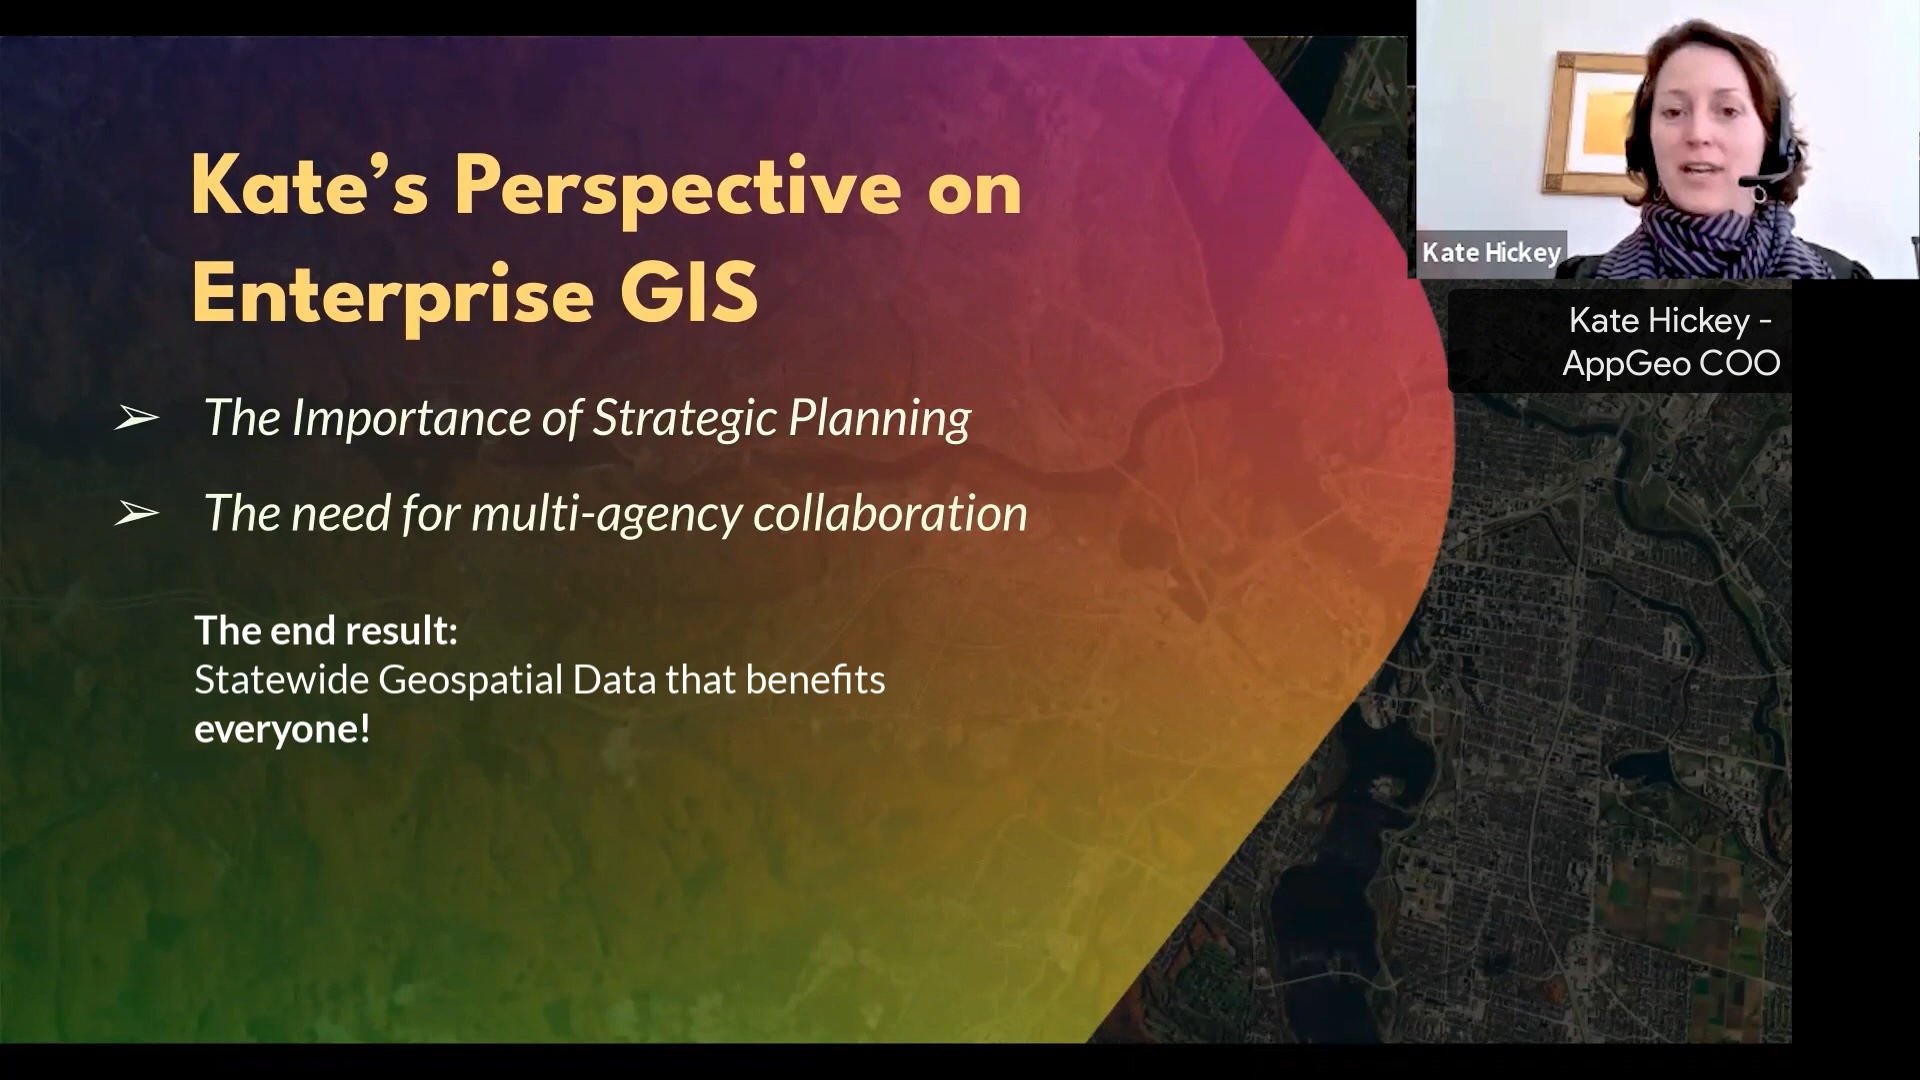 Kate’s Perspective on
Enterprise GIS
➢ The Importance of Strategic Planning
➢ The need for multi-agency collaboration
The end result:
Statewide Geospatial Data that benefits
everyone!
Kate Hickey
Kate Hickey -
AppGeo COO